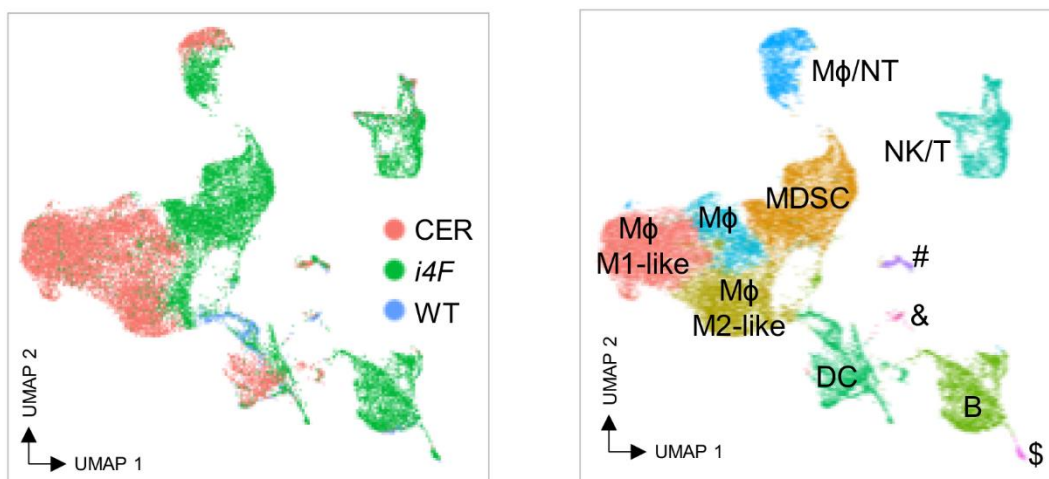 CER
i4F
WT
UMAP 2
UMAP 1
Mϕ/NT
NK/T
MDSC
Mϕ
Mϕ
M1-like
#
Mϕ
M2-like
&
DC
B
$
UMAP 2
UMAP 1